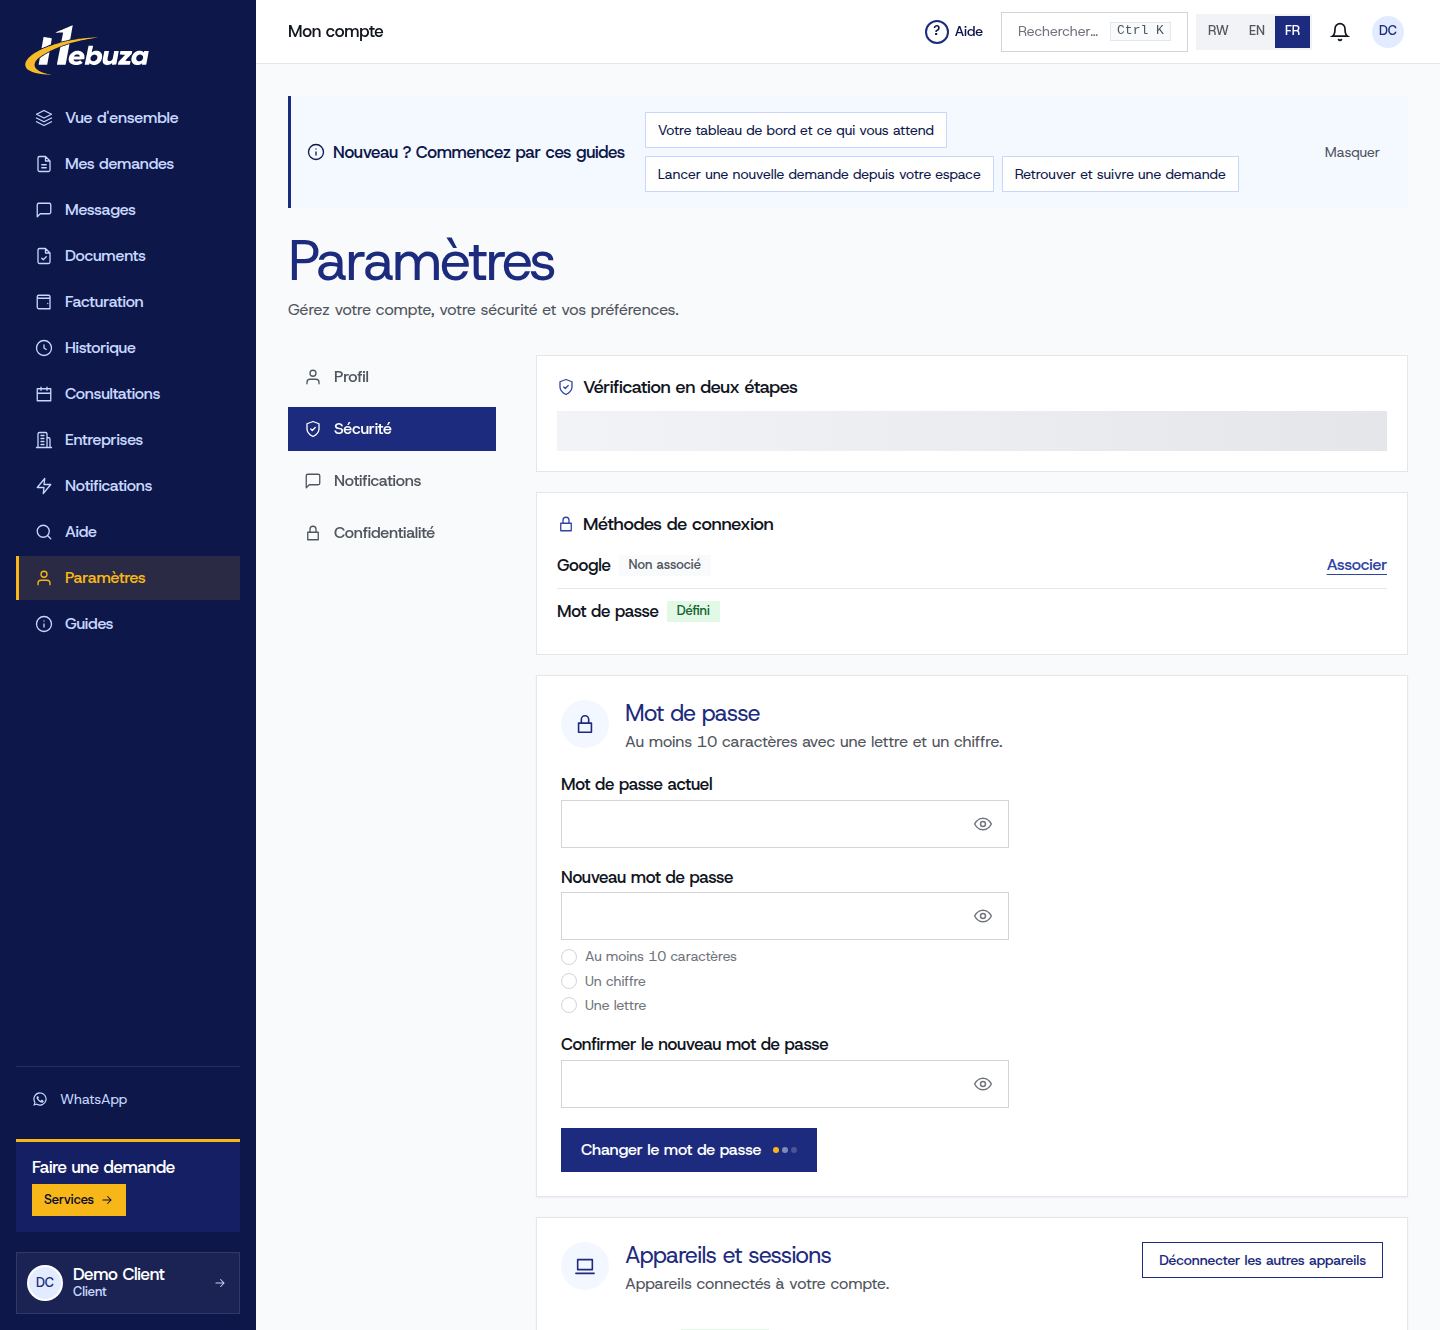 Hebuza
Vue d'ensemble
Mes demandes
Messages
Documents
Facturation
Historique
Consultations
Entreprises
Notifications
Aide
Paramètres
Guides
WhatsApp
Faire une demande
Services →
DC
Demo Client
Client
→
Mon compte
? Aide
Rechercher... Ctrl K
RW EN FR
DC
Nouveau ? Commencez par ces guides
Votre tableau de bord et ce qui vous attend
Lancer une nouvelle demande depuis votre espace
Retrouver et suivre une demande
Masquer
Paramètres
Gérez votre compte, votre sécurité et vos préférences.
Profil
Sécurité
Notifications
Confidentialité
Vérification en deux étapes
Méthodes de connexion
Google Non associé Associer
Mot de passe Défini
Mot de passe
Au moins 10 caractères avec une lettre et un chiffre.
Mot de passe actuel
Nouveau mot de passe
Au moins 10 caractères
Un chiffre
Une lettre
Confirmer le nouveau mot de passe
Changer le mot de passe
Appareils et sessions
Appareils connectés à votre compte.
Déconnecter les autres appareils